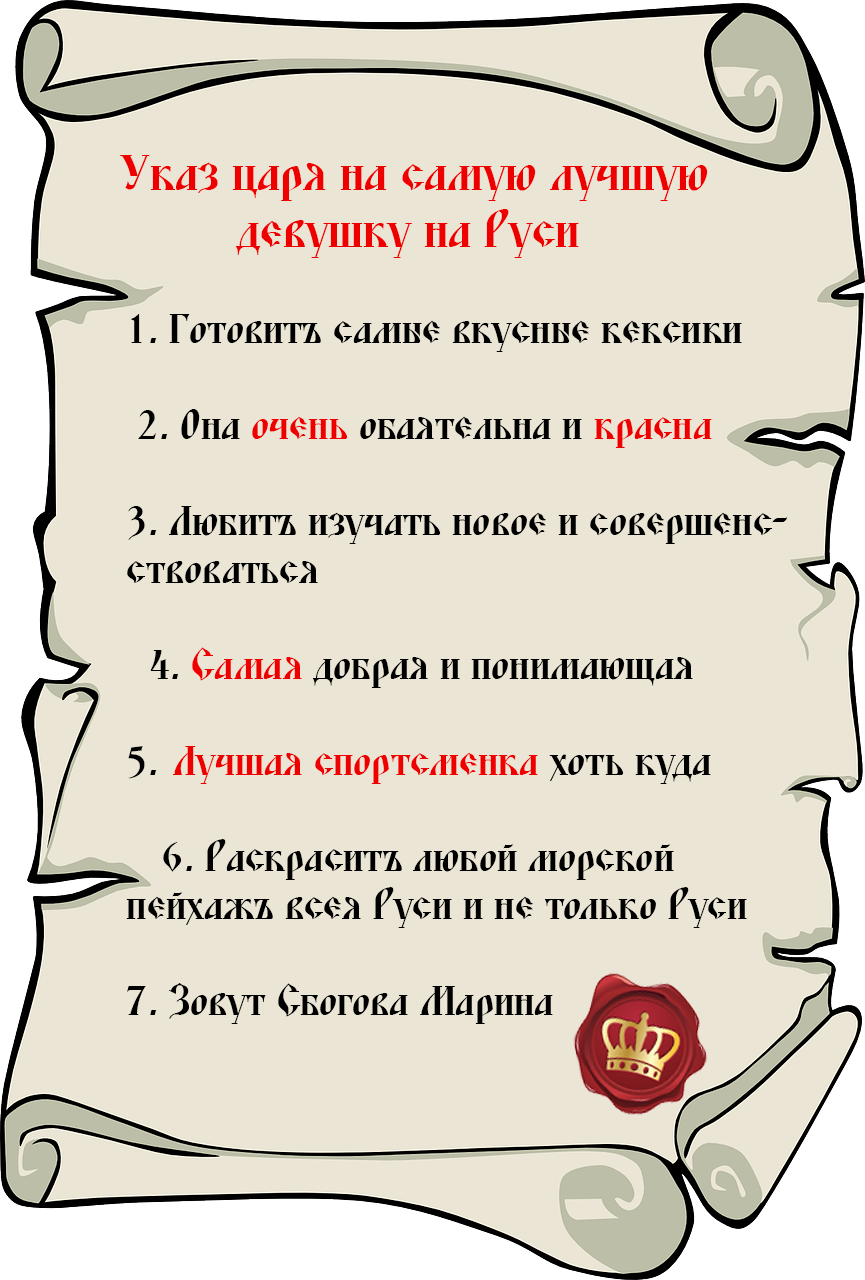 Указ царя на самую лучшую
девушку на Руси
1. Готовитъ самые вкусные кексики
2. Она очень обаятельна и красна
3. Любитъ изучать новое и совершенс-
ствоваться
4. Самая добрая и понимающая
5. Лучшая спортсменка хоть куда
6. Раскраситъ любой морской
пейхажъ всея Руси и не только Руси
7. Зовут Сбогова Марина